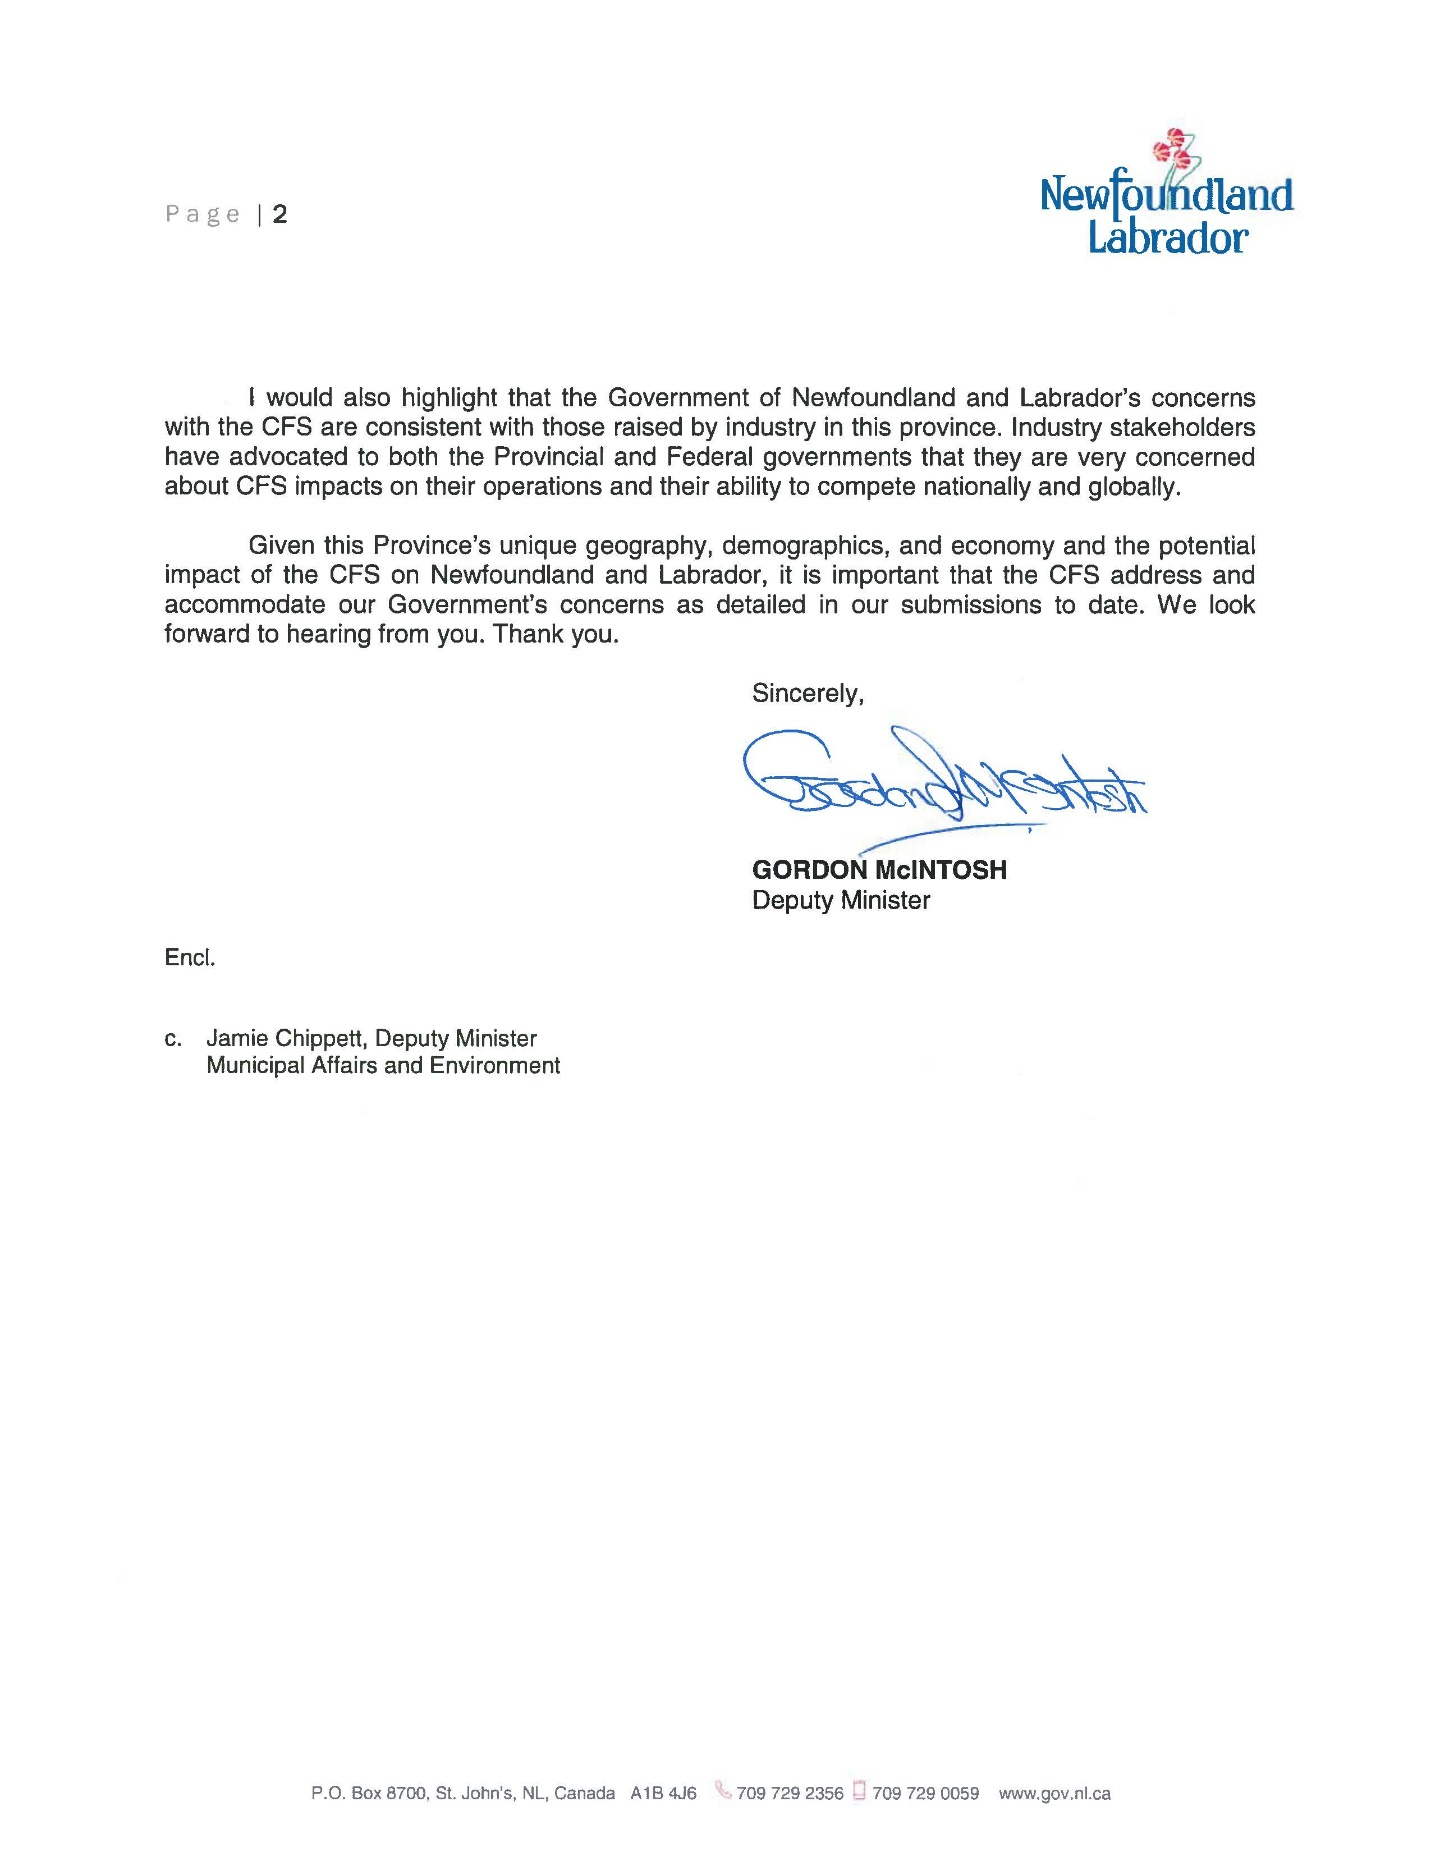 Page | 2
Newfoundland
Labrador
I would also highlight that the Government of Newfoundland and Labrador's concerns
with the CFS are consistent with those raised by industry in this province. Industry stakeholders
have advocated to both the Provincial and Federal governments that they are very concerned
about CFS impacts on their operations and their ability to compete nationally and globally.
Given this Province's unique geography, demographics, and economy and the potential
impact of the CFS on Newfoundland and Labrador, it is important that the CFS address and
accommodate our Government's concerns as detailed in our submissions to date. We look
forward to hearing from you. Thank you.
Sincerely,
Gordon McIntosh
GORDON McINTOSH
Deputy Minister
Encl.
c. Jamie Chippett, Deputy Minister
Municipal Affairs and Environment
P.O. Box 8700, St. John's, NL, Canada A1B 4J6 709 729 2356 709 729 0059 www.gov.nl.ca